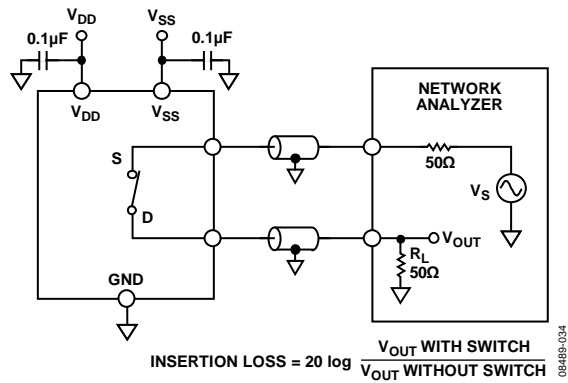 VDD
VSS
0.1µF
0.1µF
VDD
VSS
NETWORK
ANALYZER
S
50Ω
VS
D
VOUT
RL
50Ω
GND
INSERTION LOSS = 20 log VOUT WITH SWITCH
VOUT WITHOUT SWITCH
08489-034